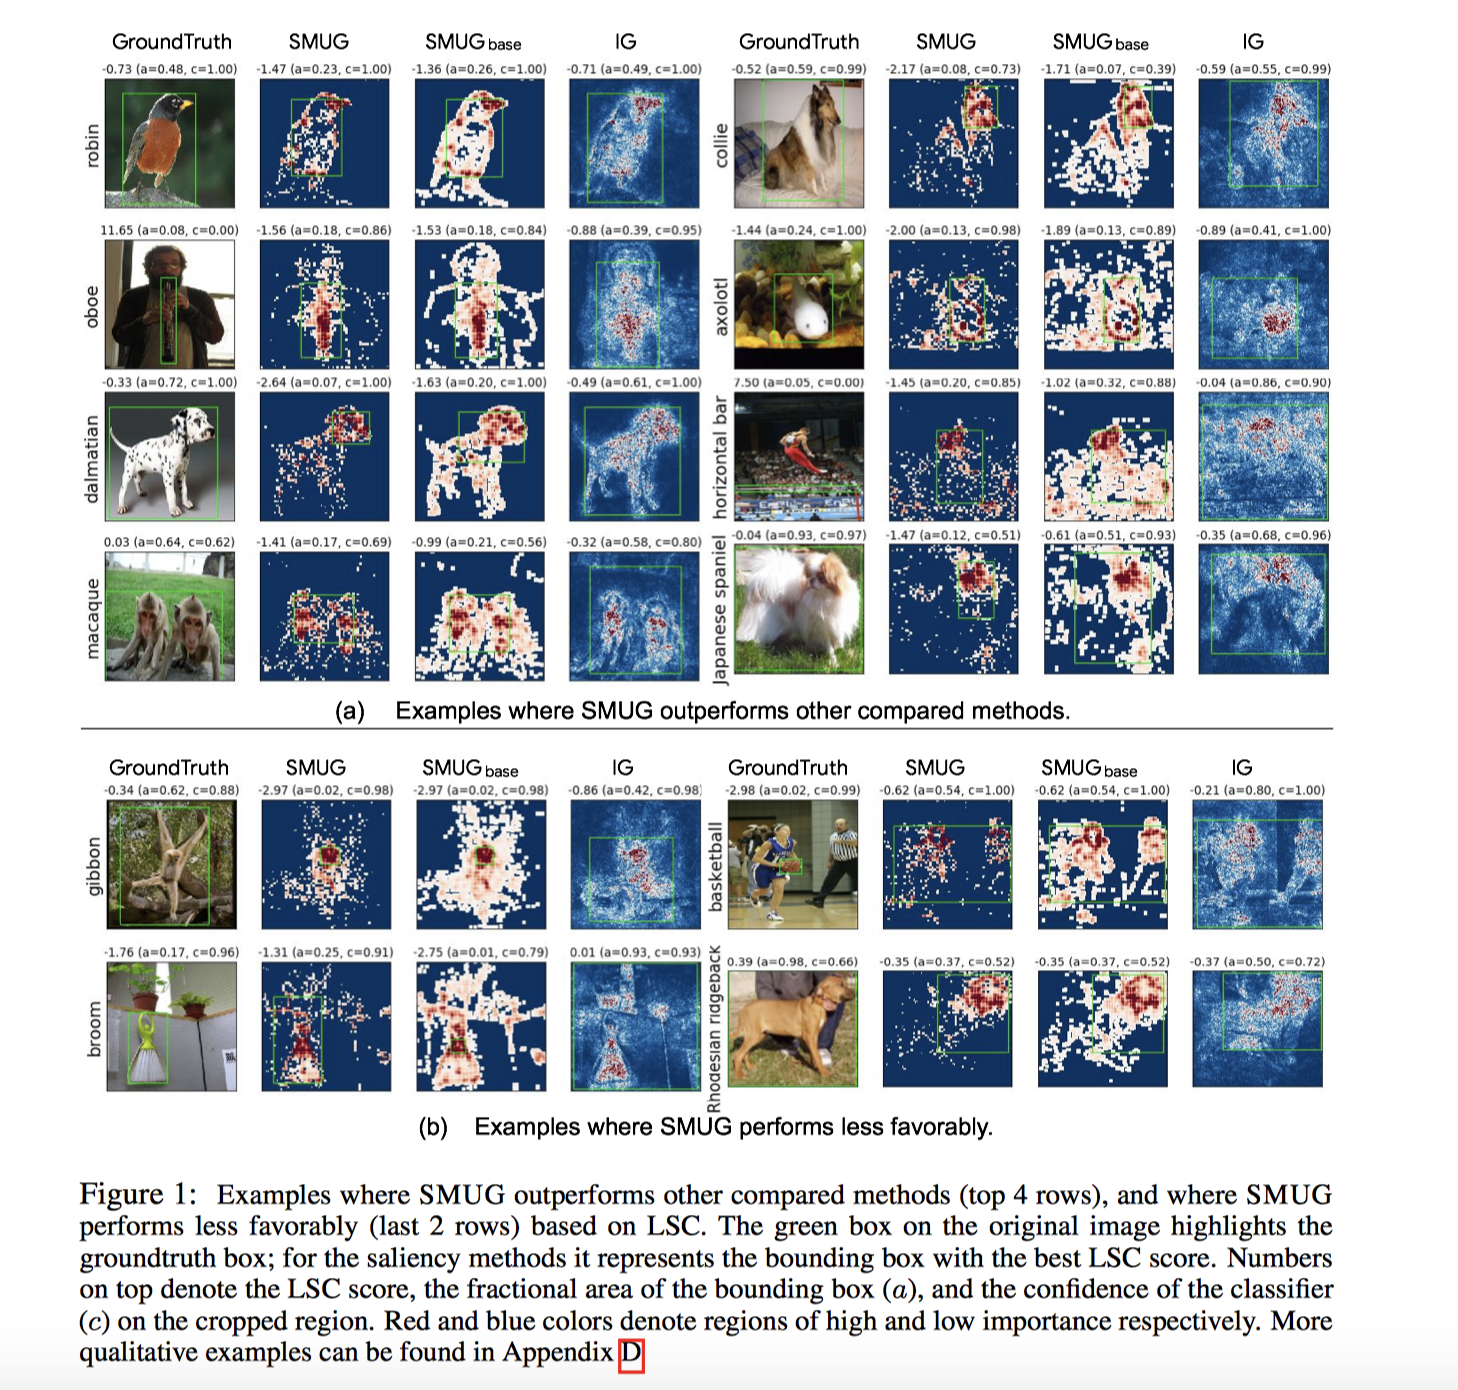 GroundTruth SMUG SMUG base IG GroundTruth SMUG SMUG base IG
-0.73 (a=0.48, c=1.00) -1.47 (a=0.23, c=1.00) -1.36 (a=0.26, c=1.00) -0.71 (a=0.49, c=1.00) -0.52 (a=0.59, c=0.99) -2.17 (a=0.08, c=0.73) -1.71 (a=0.07, c=0.39) -0.59 (a=0.55, c=0.99)
robin collie
11.65 (a=0.08, c=0.00) -1.56 (a=0.18, c=0.86) -1.53 (a=0.18, c=0.84) -0.88 (a=0.39, c=0.95) -1.44 (a=0.24, c=1.00) -2.00 (a=0.13, c=0.98) -1.89 (a=0.13, c=0.89) -0.89 (a=0.41, c=1.00)
oboe axolotl
-0.33 (a=0.72, c=1.00) -2.64 (a=0.07, c=1.00) -1.63 (a=0.20, c=1.00) -0.49 (a=0.61, c=1.00) 7.50 (a=0.05, c=0.00) -1.45 (a=0.20, c=0.85) -1.02 (a=0.32, c=0.88) -0.04 (a=0.86, c=0.90)
dalmatian horizontal bar
0.03 (a=0.64, c=0.62) -1.41 (a=0.17, c=0.69) -0.99 (a=0.21, c=0.56) -0.32 (a=0.58, c=0.80) -0.04 (a=0.93, c=0.97) -1.47 (a=0.12, c=0.51) -0.61 (a=0.51, c=0.93) -0.35 (a=0.68, c=0.96)
macaque Japanese spaniel
(a) Examples where SMUG outperforms other compared methods.
GroundTruth SMUG SMUG base IG GroundTruth SMUG SMUG base IG
-0.34 (a=0.62, c=0.88) -2.97 (a=0.02, c=0.98) -2.97 (a=0.02, c=0.98) -0.86 (a=0.42, c=0.98) -2.98 (a=0.02, c=0.99) -0.62 (a=0.54, c=1.00) -0.62 (a=0.54, c=1.00) -0.21 (a=0.80, c=1.00)
gibbon basketball
-1.76 (a=0.17, c=0.96) -1.31 (a=0.25, c=0.91) -2.75 (a=0.01, c=0.79) 0.01 (a=0.93, c=0.93) 0.39 (a=0.98, c=0.66) -0.35 (a=0.37, c=0.52) -0.35 (a=0.37, c=0.52) -0.37 (a=0.50, c=0.72)
broom Rhodesian ridgeback
(b) Examples where SMUG performs less favorably.
Figure 1: Examples where SMUG outperforms other compared methods (top 4 rows), and where SMUG
performs less favorably (last 2 rows) based on LSC. The green box on the original image highlights the
groundtruth box; for the saliency methods it represents the bounding box with the best LSC score. Numbers
on top denote the LSC score, the fractional area of the bounding box (a), and the confidence of the classifier
(c) on the cropped region. Red and blue colors denote regions of high and low importance respectively. More
qualitative examples can be found in Appendix D